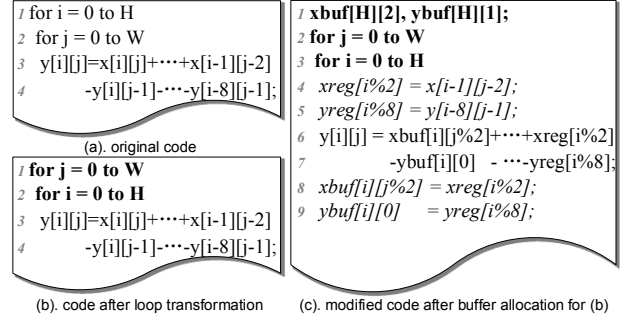 1 for i = 0 to H
2 for j = 0 to W
3 y[i][j]=x[i][j]+···+x[i-1][j-2]
4 -y[i][j-1]-···-y[i-8][j-1];
(a). original code
1 for j = 0 to W
2 for i = 0 to H
3 y[i][j]=x[i][j]+···+x[i-1][j-2]
4 -y[i][j-1]-···-y[i-8][j-1];
(b). code after loop transformation
1 xbuf[H][2], ybuf[H][1];
2 for j = 0 to W
3 for i = 0 to H
4 xreg[i%2] = x[i-1][j-2];
5 yreg[i%8] = y[i-8][j-1];
6 y[i][j] = xbuf[i][j%2]+···+xreg[i%2]
7 -ybuf[i][0] - ···-yreg[i%8];
8 xbuf[i][j%2] = xreg[i%2];
9 ybuf[i][0] = yreg[i%8];
(c). modified code after buffer allocation for (b)